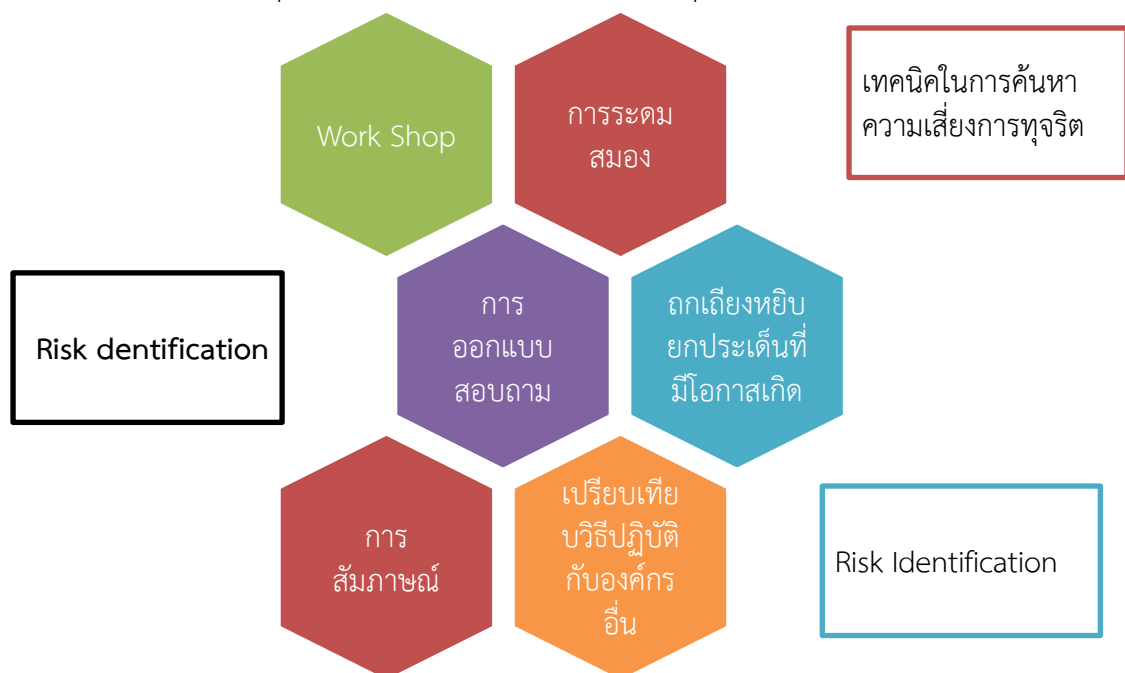 Work Shop
การระดม
สมอง
เทคนิคในการค้นหา
ความเสี่ยงการทุจริต
Risk dentification
การ
ออกแบบ
สอบถาม
ถกเถียงหยิบ
ยกประเด็นที่
มีโอกาสเกิด
การ
สัมภาษณ์
เปรียบเทีย
บวิธีปฏิบัติ
กับองค์กร
อื่น
Risk Identification